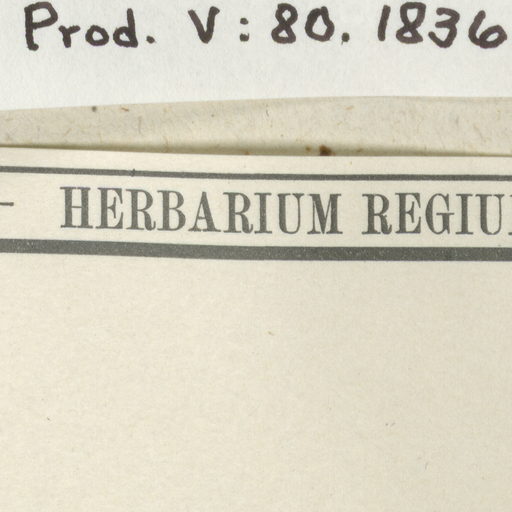 Prod. V: 80. 1836
– HERBARIUM REGIU